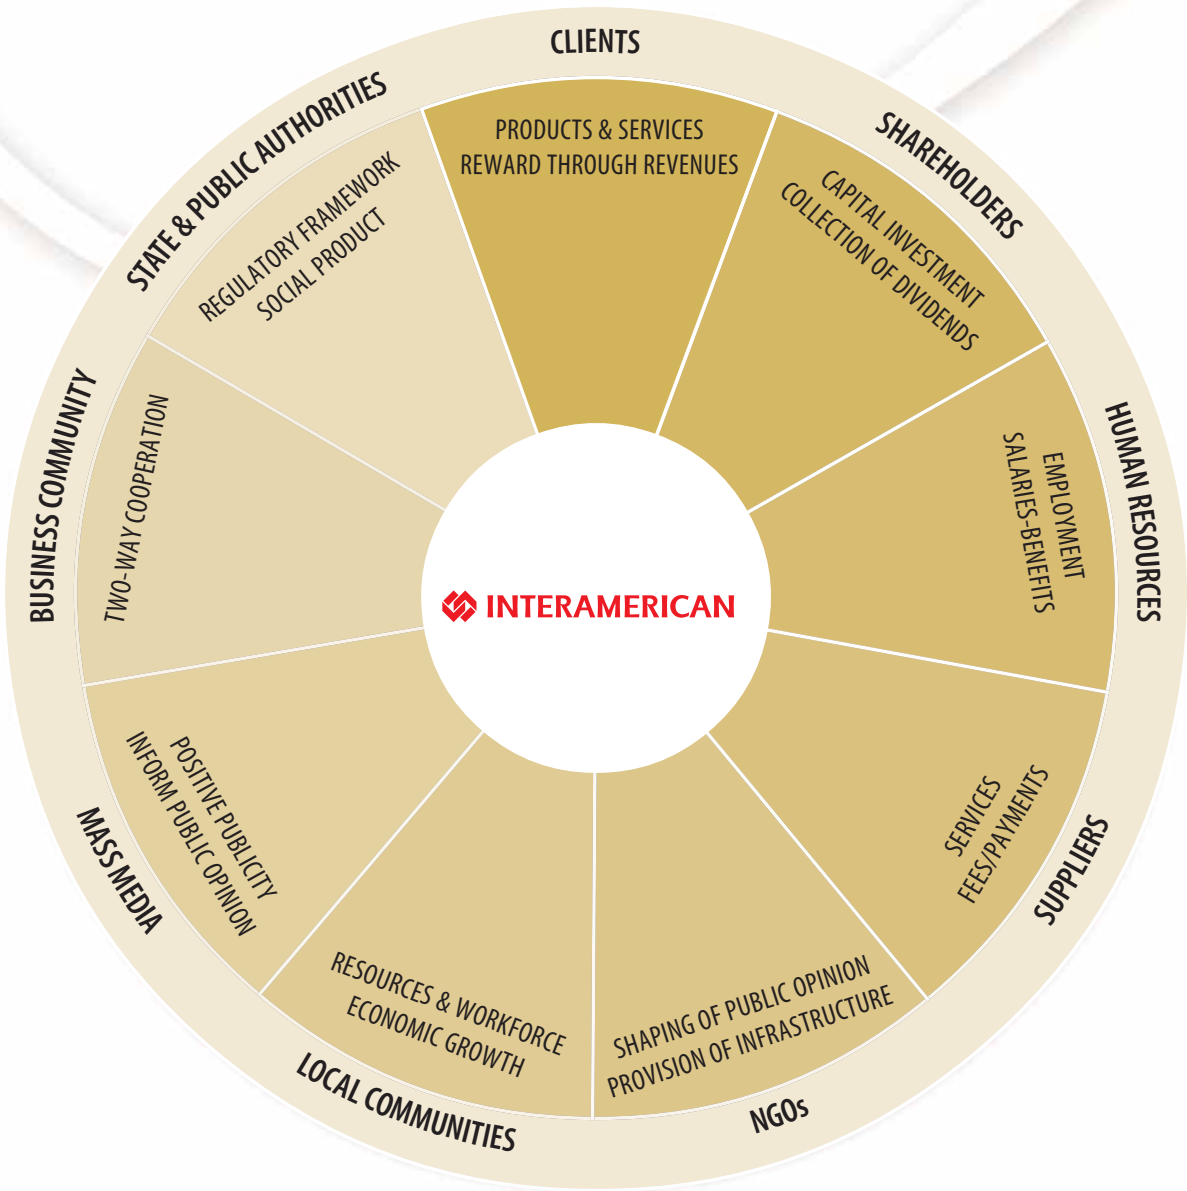 CLIENTS
PRODUCTS & SERVICES
REWARD THROUGH REVENUES
SHAREHOLDERS
CAPITAL INVESTMENT
COLLECTION OF DIVIDENDS
HUMAN RESOURCES
EMPLOYMENT
SALARIES-BENEFITS
SUPPLIERS
SERVICES
FEES/PAYMENTS
NGOs
SHAPING OF PUBLIC OPINION
PROVISION OF INFRASTRUCTURE
LOCAL COMMUNITIES
RESOURCES & WORKFORCE
ECONOMIC GROWTH
MASS MEDIA
POSITIVE PUBLICITY
INFORM PUBLIC OPINION
BUSINESS COMMUNITY
TWO-WAY COOPERATION
STATE & PUBLIC AUTHORITIES
REGULATORY FRAMEWORK
SOCIAL PRODUCT
INTERAMERICAN